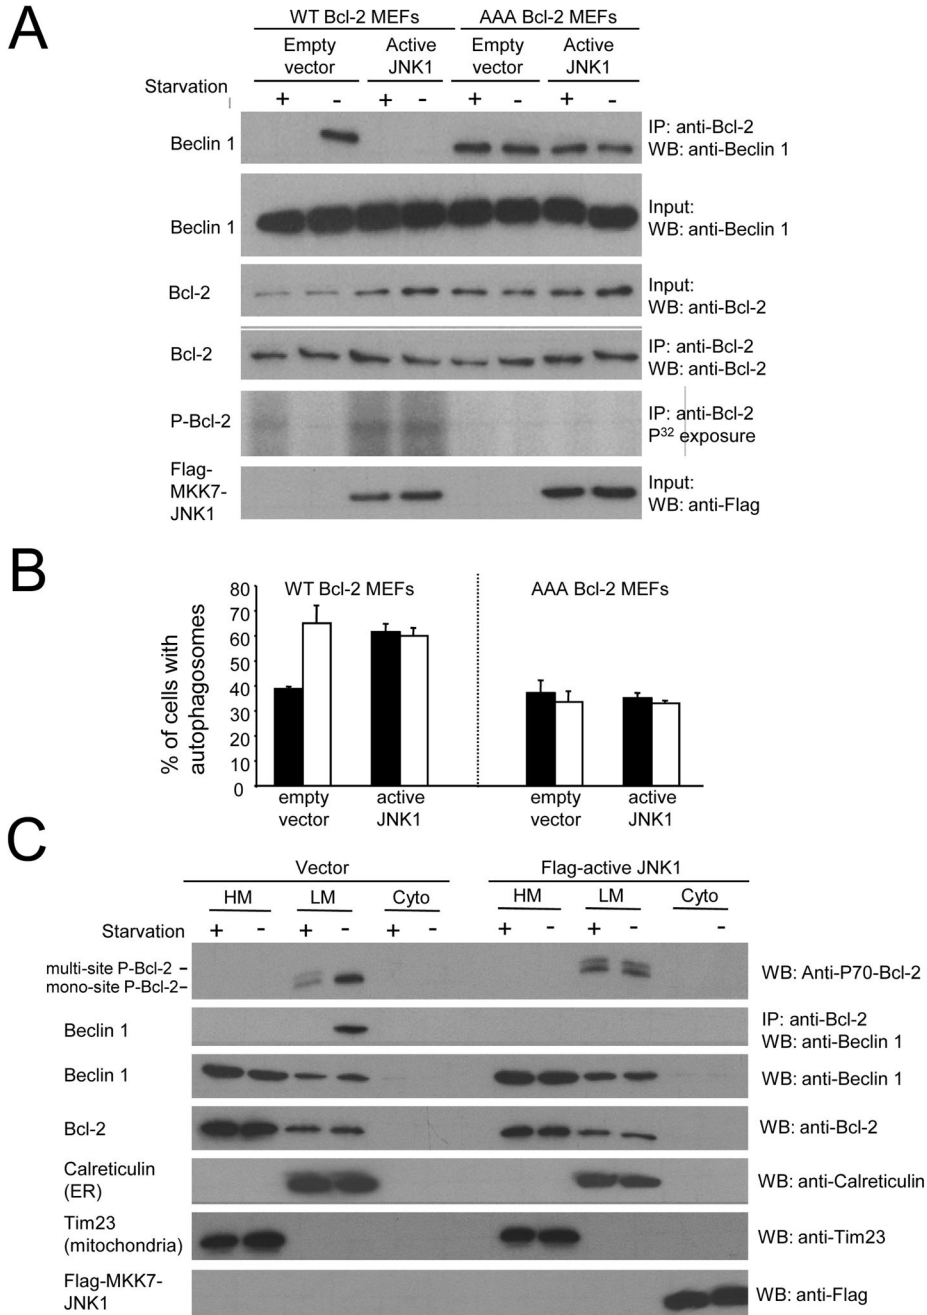 A
WT Bcl-2 MEFs AAA Bcl-2 MEFs
Empty vector Active JNK1 Empty vector Active JNK1
Starvation + - + - + - + -
Beclin 1 IP: anti-Bcl-2
WB: anti-Beclin 1
Beclin 1 Input:
WB: anti-Beclin 1
Bcl-2 Input:
WB: anti-Bcl-2
Bcl-2 IP: anti-Bcl-2
WB: anti-Bcl-2
P-Bcl-2 IP: anti-Bcl-2
P32 exposure
Flag-
MKK7-
JNK1
Input:
WB: anti-Flag
B
% of cells with
autophagosomes
80
70
60
50
40
30
20
10
0
WT Bcl-2 MEFs AAA Bcl-2 MEFs
empty vector active JNK1 empty vector active JNK1
C
Vector Flag-active JNK1
HM LM Cyto HM LM Cyto
Starvation + - + - + - + - + - -
multi-site P-Bcl-2 -
mono-site P-Bcl-2-
WB: Anti-P70-Bcl-2
Beclin 1 IP: anti-Bcl-2
WB: anti-Beclin 1
Beclin 1 WB: anti-Beclin 1
Bcl-2 WB: anti-Bcl-2
Calreticulin
(ER)
WB: anti-Calreticulin
Tim23
(mitochondria)
WB: anti-Tim23
Flag-MKK7-
JNK1
WB: anti-Flag